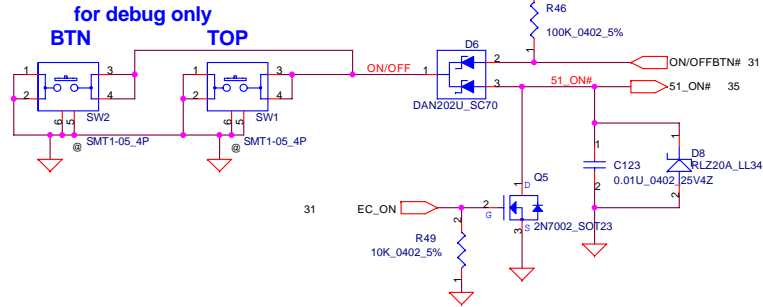 for debug only
BTN
TOP
R46
100K_0402_5%
D6
1
2
3
ON/OFF
ON/OFFBTN# 31
51_ON#
51_ON# 35
DAN202U_SC70
1
2
3
4
6
5
SW2
@
SMT1-05_4P
1
2
3
4
6
5
SW1
@
SMT1-05_4P
1
C123
2
0.01U_0402_25V4Z
1
D8
RLZ20A_LL34
2
Q5
1
D
2
G
3
S
2N7002_SOT23
31
EC_ON
2
R49
10K_0402_5%
1